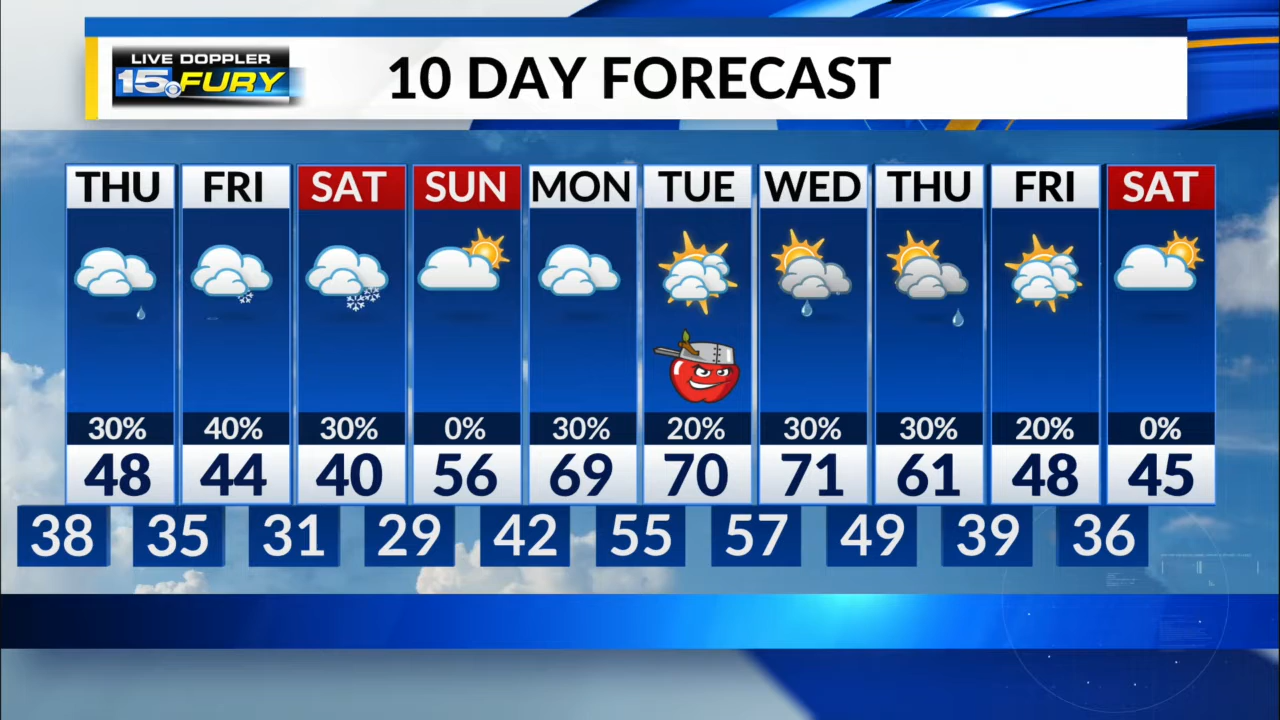 LIVE DOPPLER
15 FURY
10 DAY FORECAST
THU FRI SAT SUN MON TUE WED THU FRI SAT
30% 40% 30% 0% 30% 20% 30% 30% 20% 0%
48 44 40 56 69 70 71 61 48 45
38 35 31 29 42 55 57 49 39 36